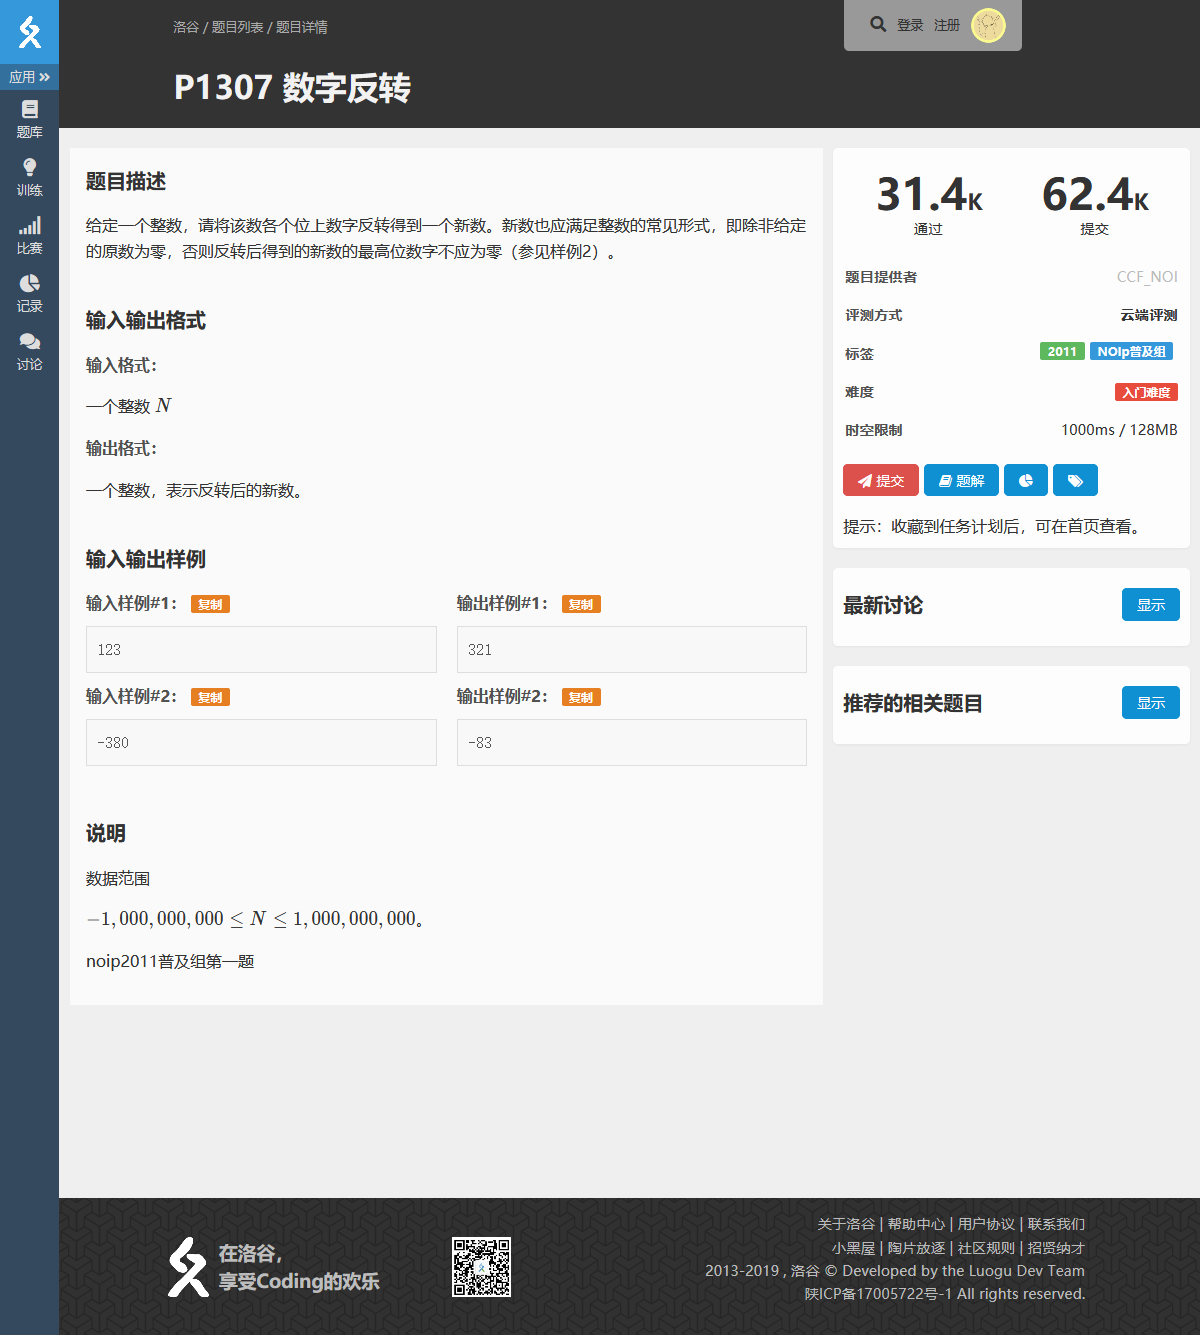 洛谷 / 题目列表 / 题目详情
登录 注册
P1307 数字反转
应用
题库
训练
比赛
记录
讨论
题目描述
给定一个整数，请将该数各个位上数字反转得到一个新数。新数也应满足整数的常见形式，即除非给定
的原数为零，否则反转后得到的新数的最高位数字不应为零（参见样例2）。
输入输出格式
输入格式：
一个整数 N
输出格式：
一个整数，表示反转后的新数。
输入输出样例
输入样例#1： 复制
123
输出样例#1： 复制
321
输入样例#2： 复制
-380
输出样例#2： 复制
-83
说明
数据范围
−1,000,000,000 ≤ N ≤ 1,000,000,000。
noip2011普及组第一题
31.4K
通过
62.4K
提交
题目提供者 CCF_NOI
评测方式 云端评测
标签 2011 NOIp普及组
难度 入门难度
时空限制 1000ms / 128MB
提交 题解
提示：收藏到任务计划后，可在首页查看。
最新讨论 显示
推荐的相关题目 显示
在洛谷，
享受Coding的欢乐
关于洛谷 | 帮助中心 | 用户协议 | 联系我们
小黑屋 | 陶片放逐 | 社区规则 | 招贤纳才
2013-2019 , 洛谷 © Developed by the Luogu Dev Team
陕ICP备17005722号-1 All rights reserved.